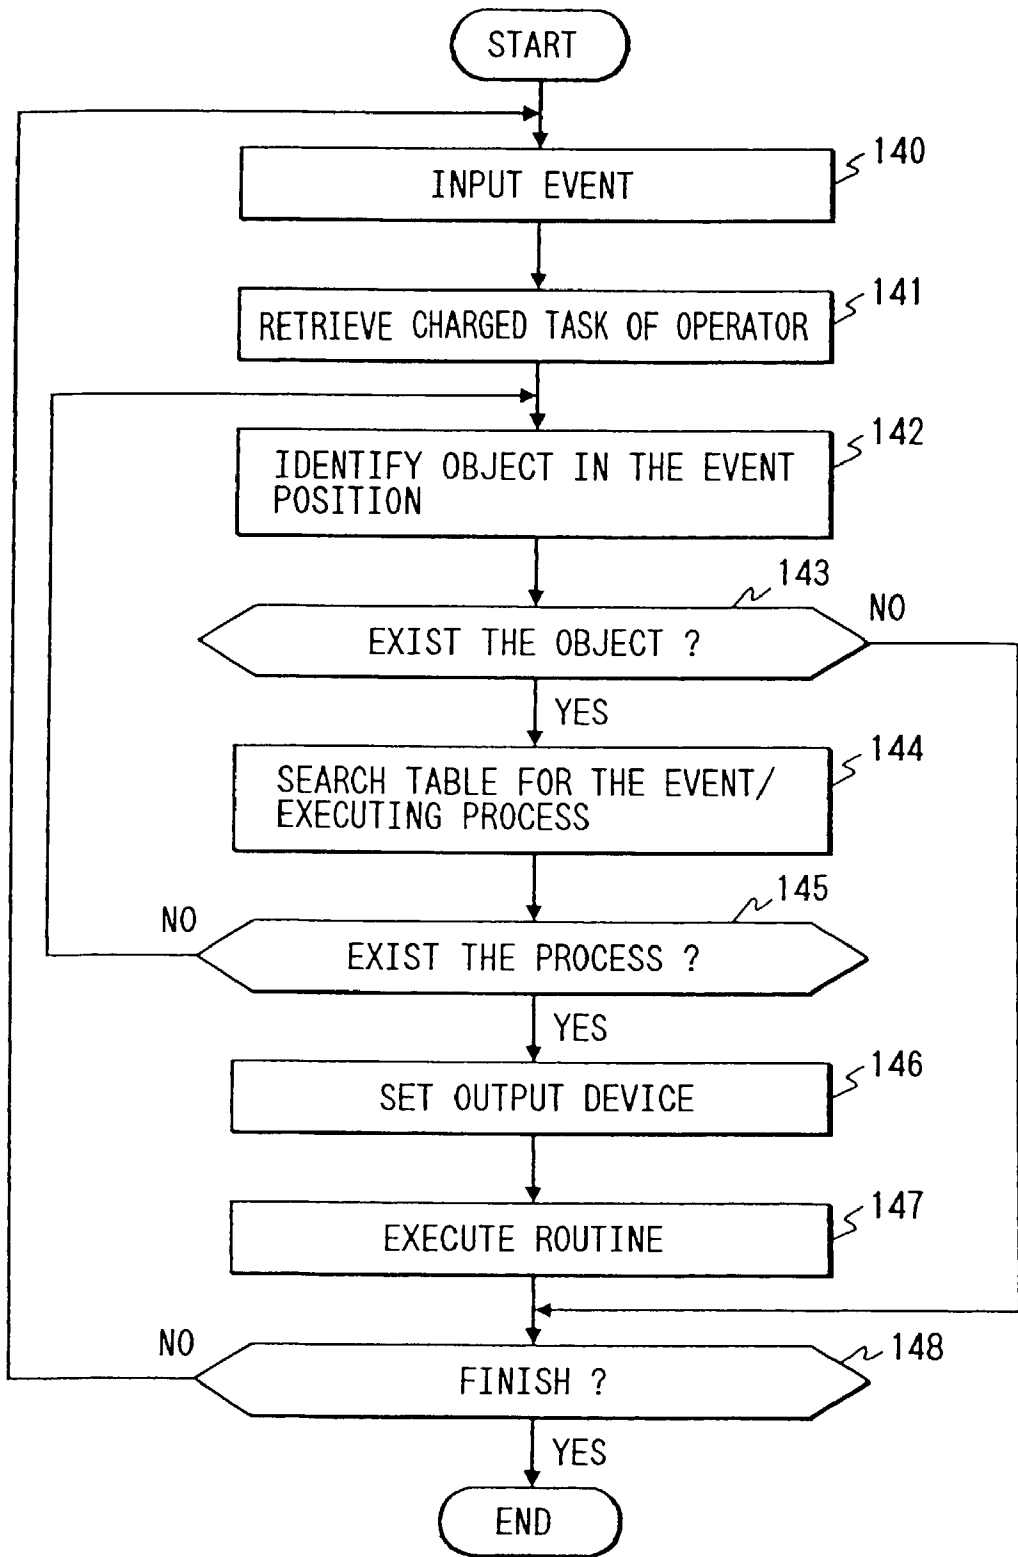 START
INPUT EVENT
140
RETRIEVE CHARGED TASK OF OPERATOR
141
IDENTIFY OBJECT IN THE EVENT
POSITION
142
EXIST THE OBJECT ?
143
NO
YES
SEARCH TABLE FOR THE EVENT/
EXECUTING PROCESS
144
EXIST THE PROCESS ?
145
NO
YES
SET OUTPUT DEVICE
146
EXECUTE ROUTINE
147
FINISH ?
148
NO
YES
END